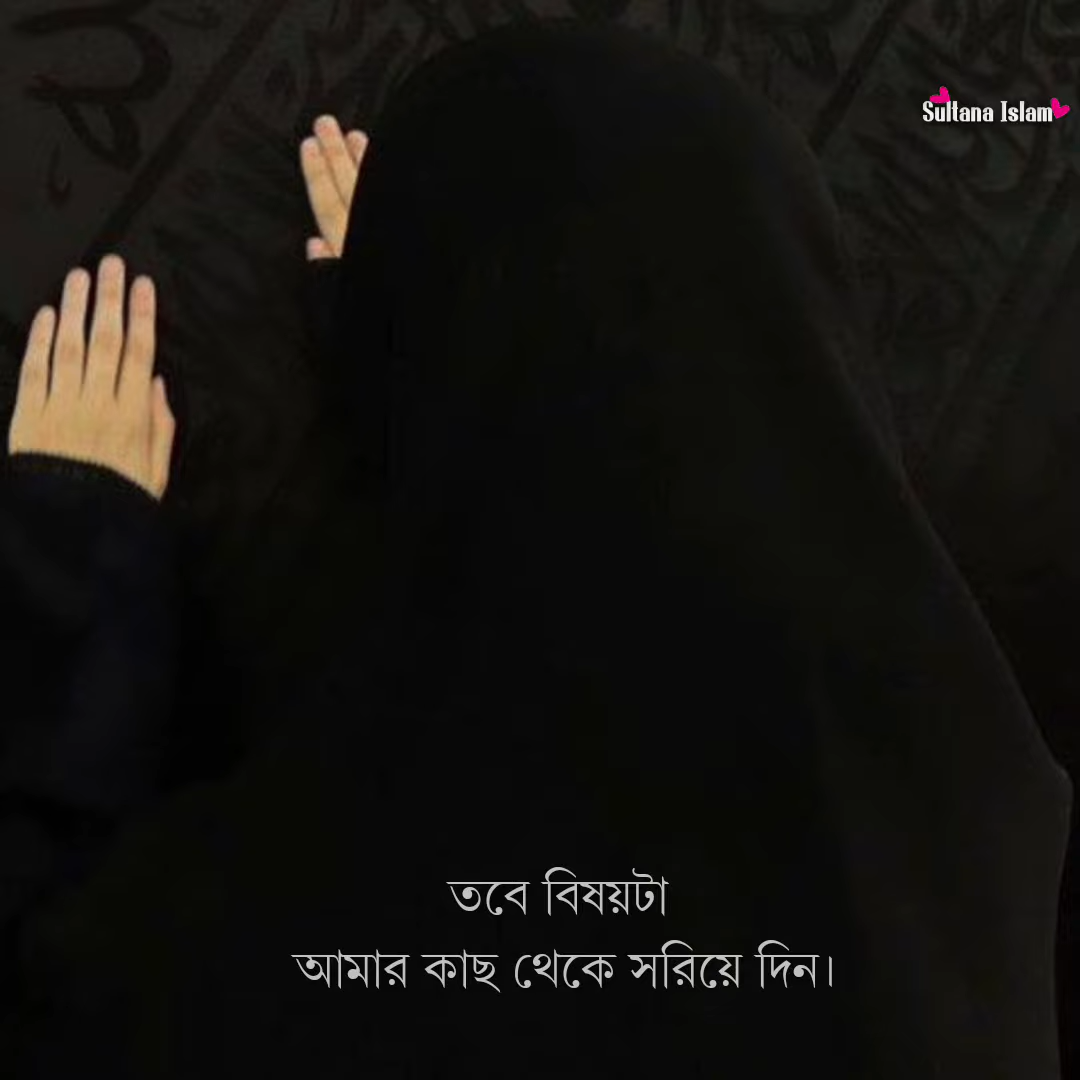 Sultana Islam
তবে বিষয়টা
আমার কাছ থেকে সরিয়ে দিন।